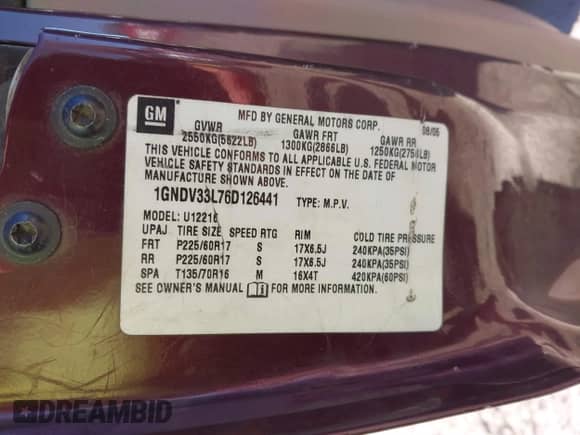 GM
MFD BY GENERAL MOTORS CORP. 08/05
GVWR GAWR FRT GAWR RR
2550KG(5622LB) 1300KG(2866LB) 1250KG(2756LB)
THIS VEHICLE CONFORMS TO ALL APPLICABLE U.S. FEDERAL MOTOR
VEHICLE SAFETY STANDARDS IN EFFECT ON THE DATE OF
MANUFACTURE SHOWN ABOVE.
1GNDV33L76D126441 TYPE: M.P.V.
MODEL: U12216
UPAJ TIRE SIZE SPEED RTG RIM COLD TIRE PRESSURE
FRT P225/60R17 S 17X6.5J 240KPA(35PSI)
RR P225/60R17 S 17X6.5J 240KPA(35PSI)
SPA T135/70R16 M 16X4T 420KPA(60PSI)
SEE OWNER'S MANUAL FOR MORE INFORMATION.
DREAMBID